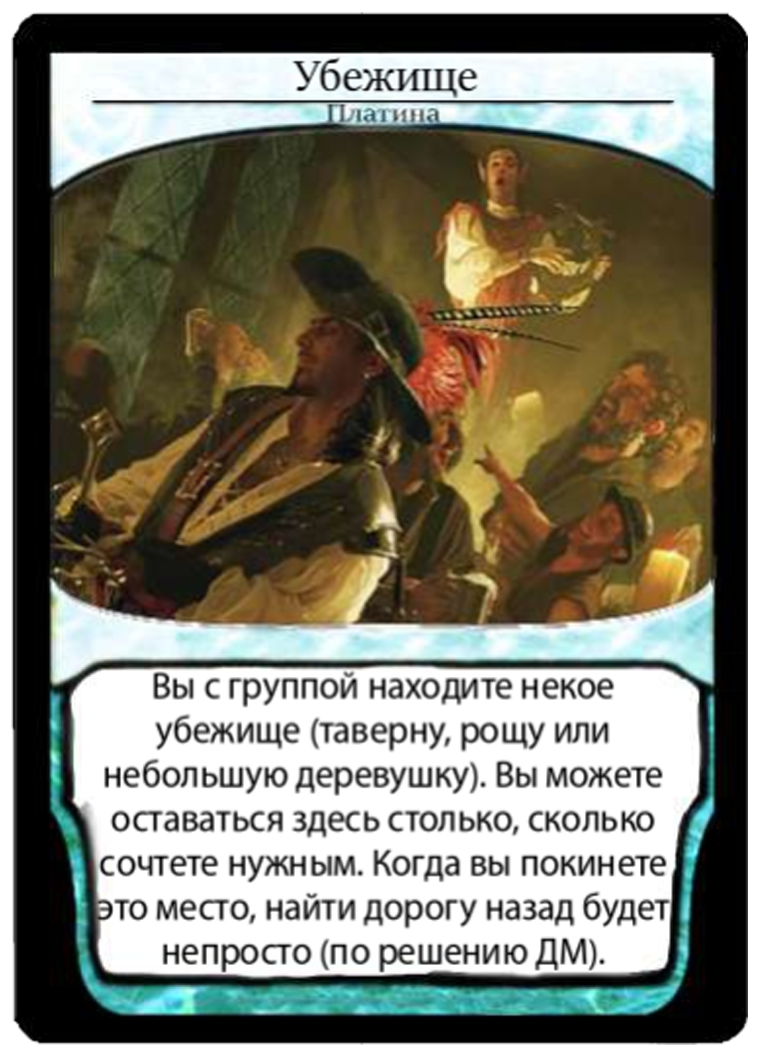 Убежище
Платина
Вы с группой находите некое
убежище (таверну, рощу или
небольшую деревушку). Вы можете
оставаться здесь столько, сколько
сочтете нужным. Когда вы покинете
это место, найти дорогу назад будет
непросто (по решению ДМ).